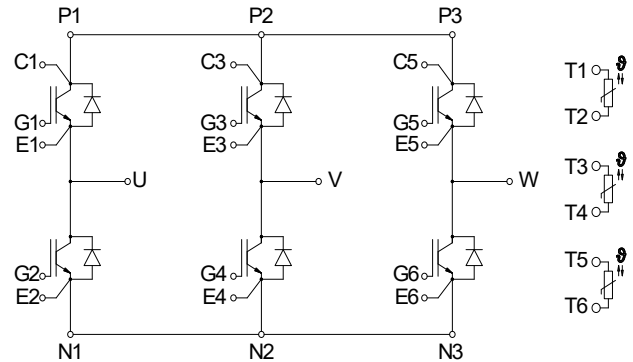 P1 P2 P3
C1 C3 C5
T1 ϑ
G1 G3 G5
T2
E1 E3 E5
T3 ϑ
U V W
T4
T5 ϑ
G2 G4 G6
E2 E4 E6
T6
N1 N2 N3